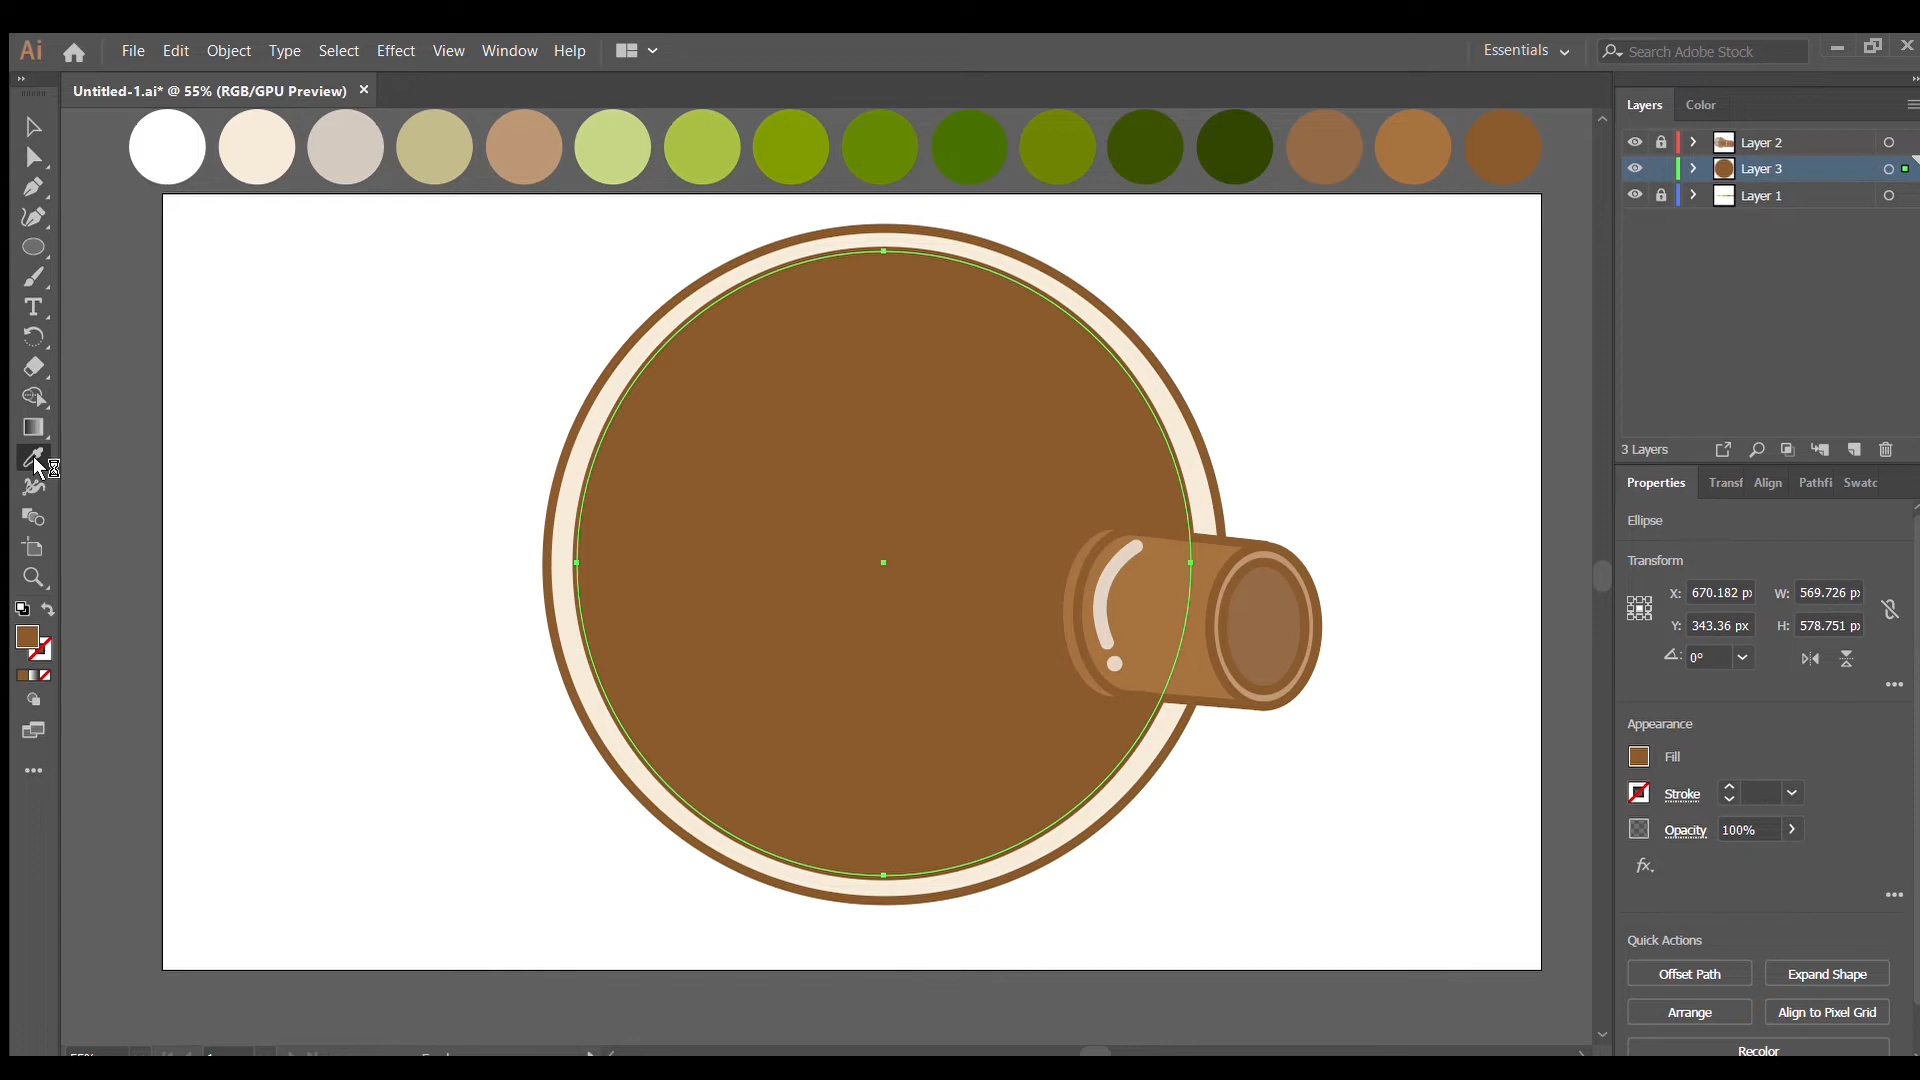 Ai File Edit Object Type Select Effect View Window Help Essentials Search Adobe Stock
Untitled-1.ai* @ 55% (RGB/GPU Preview)
Layers Color
Layer 2
Layer 3
Layer 1
3 Layers
Properties Transf Align Pathfi Swatc
Ellipse
Transform
X: 670.182 p W: 569.726 p
Y: 343.36 px H: 578.751 p
0°
Appearance
Fill
Stroke
Opacity 100%
fx
Quick Actions
Offset Path Expand Shape
Arrange Align to Pixel Grid
Recolor